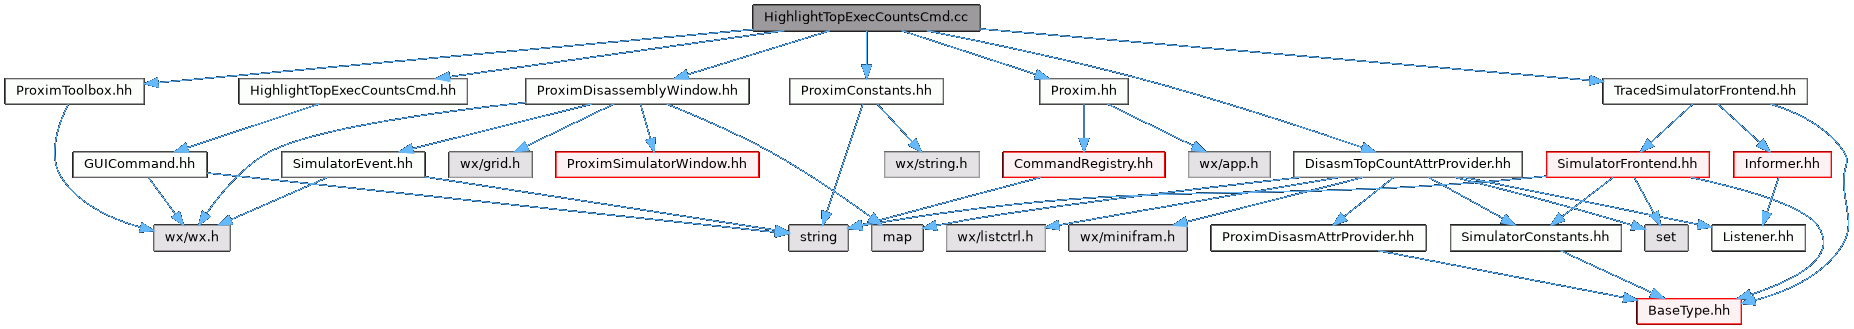 HighlightTopExecCountsCmd.cc
ProximToolbox.hh
HighlightTopExecCountsCmd.hh
ProximDisassemblyWindow.hh
ProximConstants.hh
Proxim.hh
TracedSimulatorFrontend.hh
GUICommand.hh
SimulatorEvent.hh
wx/grid.h
ProximSimulatorWindow.hh
wx/string.h
CommandRegistry.hh
wx/app.h
DisasmTopCountAttrProvider.hh
SimulatorFrontend.hh
Informer.hh
wx/wx.h
string
map
wx/listctrl.h
wx/minifram.h
ProximDisasmAttrProvider.hh
SimulatorConstants.hh
set
Listener.hh
BaseType.hh